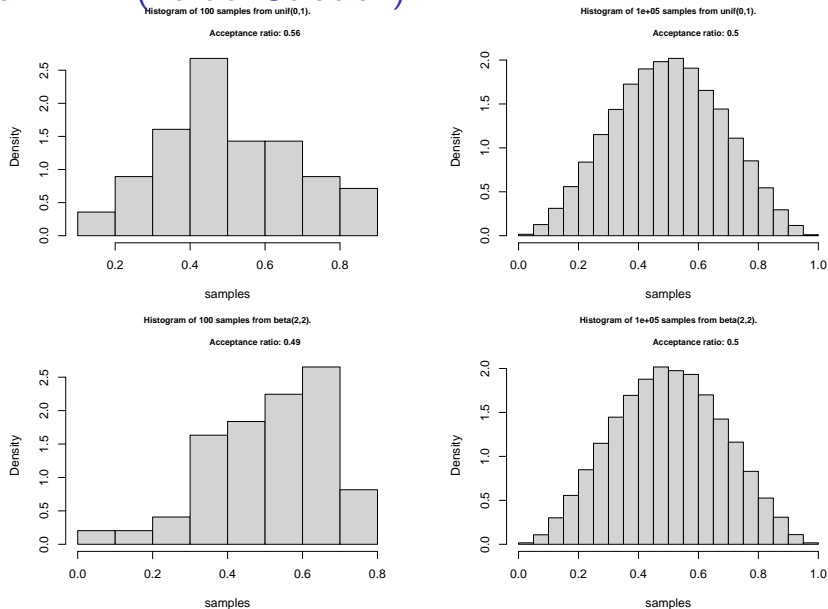 Histogram of 100 samples from unif(0,1).
Acceptance ratio: 0.56
Density
0.0 0.5 1.0 1.5 2.0 2.5
0.2 0.4 0.6 0.8
samples
Histogram of 1e+05 samples from unif(0,1).
Acceptance ratio: 0.5
Density
0.0 0.5 1.0 1.5 2.0
0.0 0.2 0.4 0.6 0.8 1.0
samples
Histogram of 100 samples from beta(2,2).
Acceptance ratio: 0.49
Density
0.0 0.5 1.0 1.5 2.0 2.5
0.0 0.2 0.4 0.6 0.8
samples
Histogram of 1e+05 samples from beta(2,2).
Acceptance ratio: 0.5
Density
0.0 0.5 1.0 1.5 2.0
0.0 0.2 0.4 0.6 0.8 1.0
samples